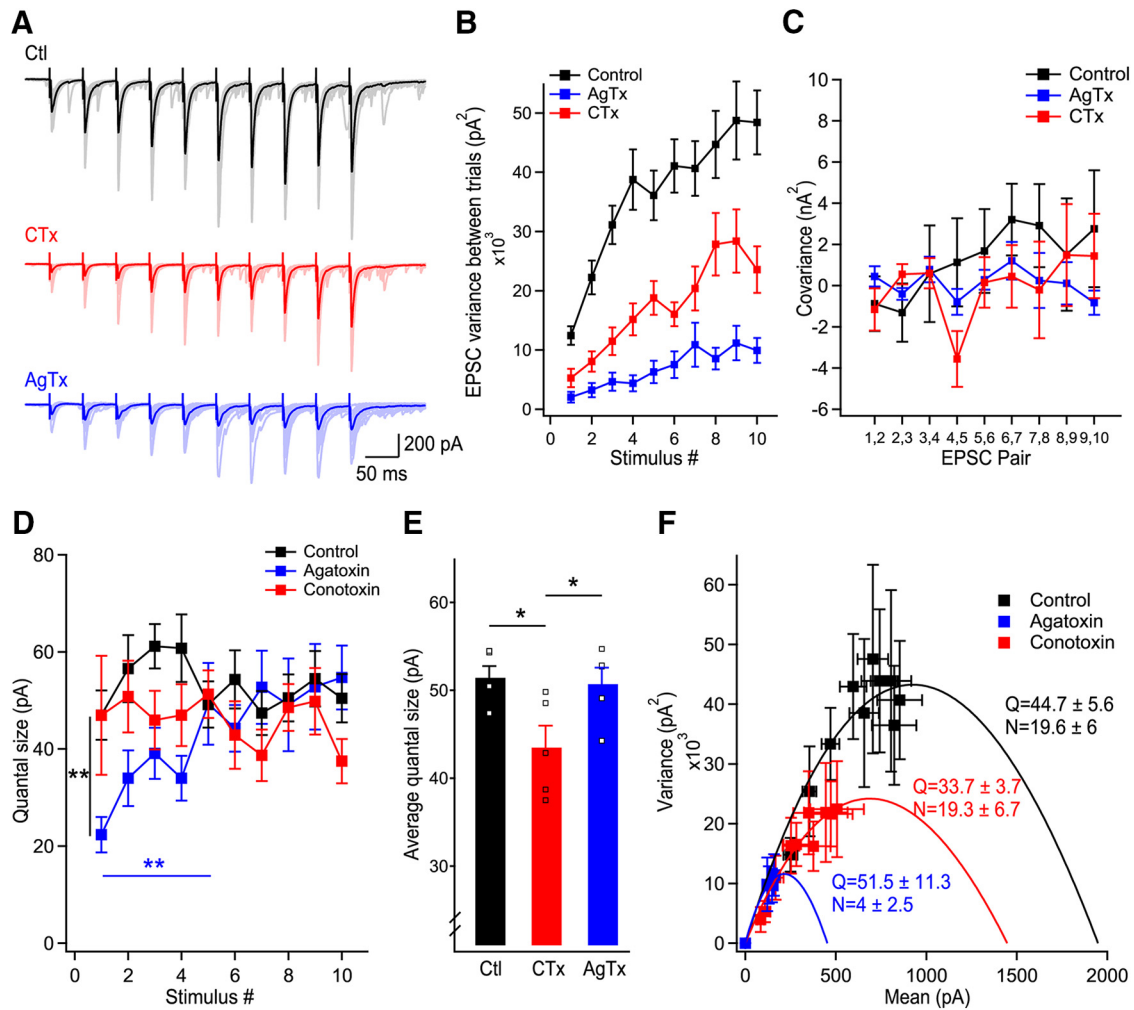 A
Ctl
CTx
AgTx
200 pA
50 ms
B
Control
AgTx
CTx
EPSC variance between trials (pA²)
x10³
50
40
30
20
10
0
0 2 4 6 8 10
Stimulus #
C
Control
AgTx
CTx
Covariance (nA²)
10
8
6
4
2
0
-2
-4
-6
1,2 2,3 3,4 4,5 5,6 6,7 7,8 8,9 9,10
EPSC Pair
D
Control
Agatoxin
Conotoxin
Quantal size (pA)
80
60
40
20
0
**
**
0 2 4 6 8 10
Stimulus #
E
Average quantal size (pA)
60
50
40
30
*
*
Ctl CTx AgTx
F
Control
Agatoxin
Conotoxin
Variance (pA²)
x10³
60
50
40
30
20
10
0
Q=44.7 ± 5.6
N=19.6 ± 6
Q=33.7 ± 3.7
N=19.3 ± 6.7
Q=51.5 ± 11.3
N=4 ± 2.5
0 500 1000 1500 2000
Mean (pA)